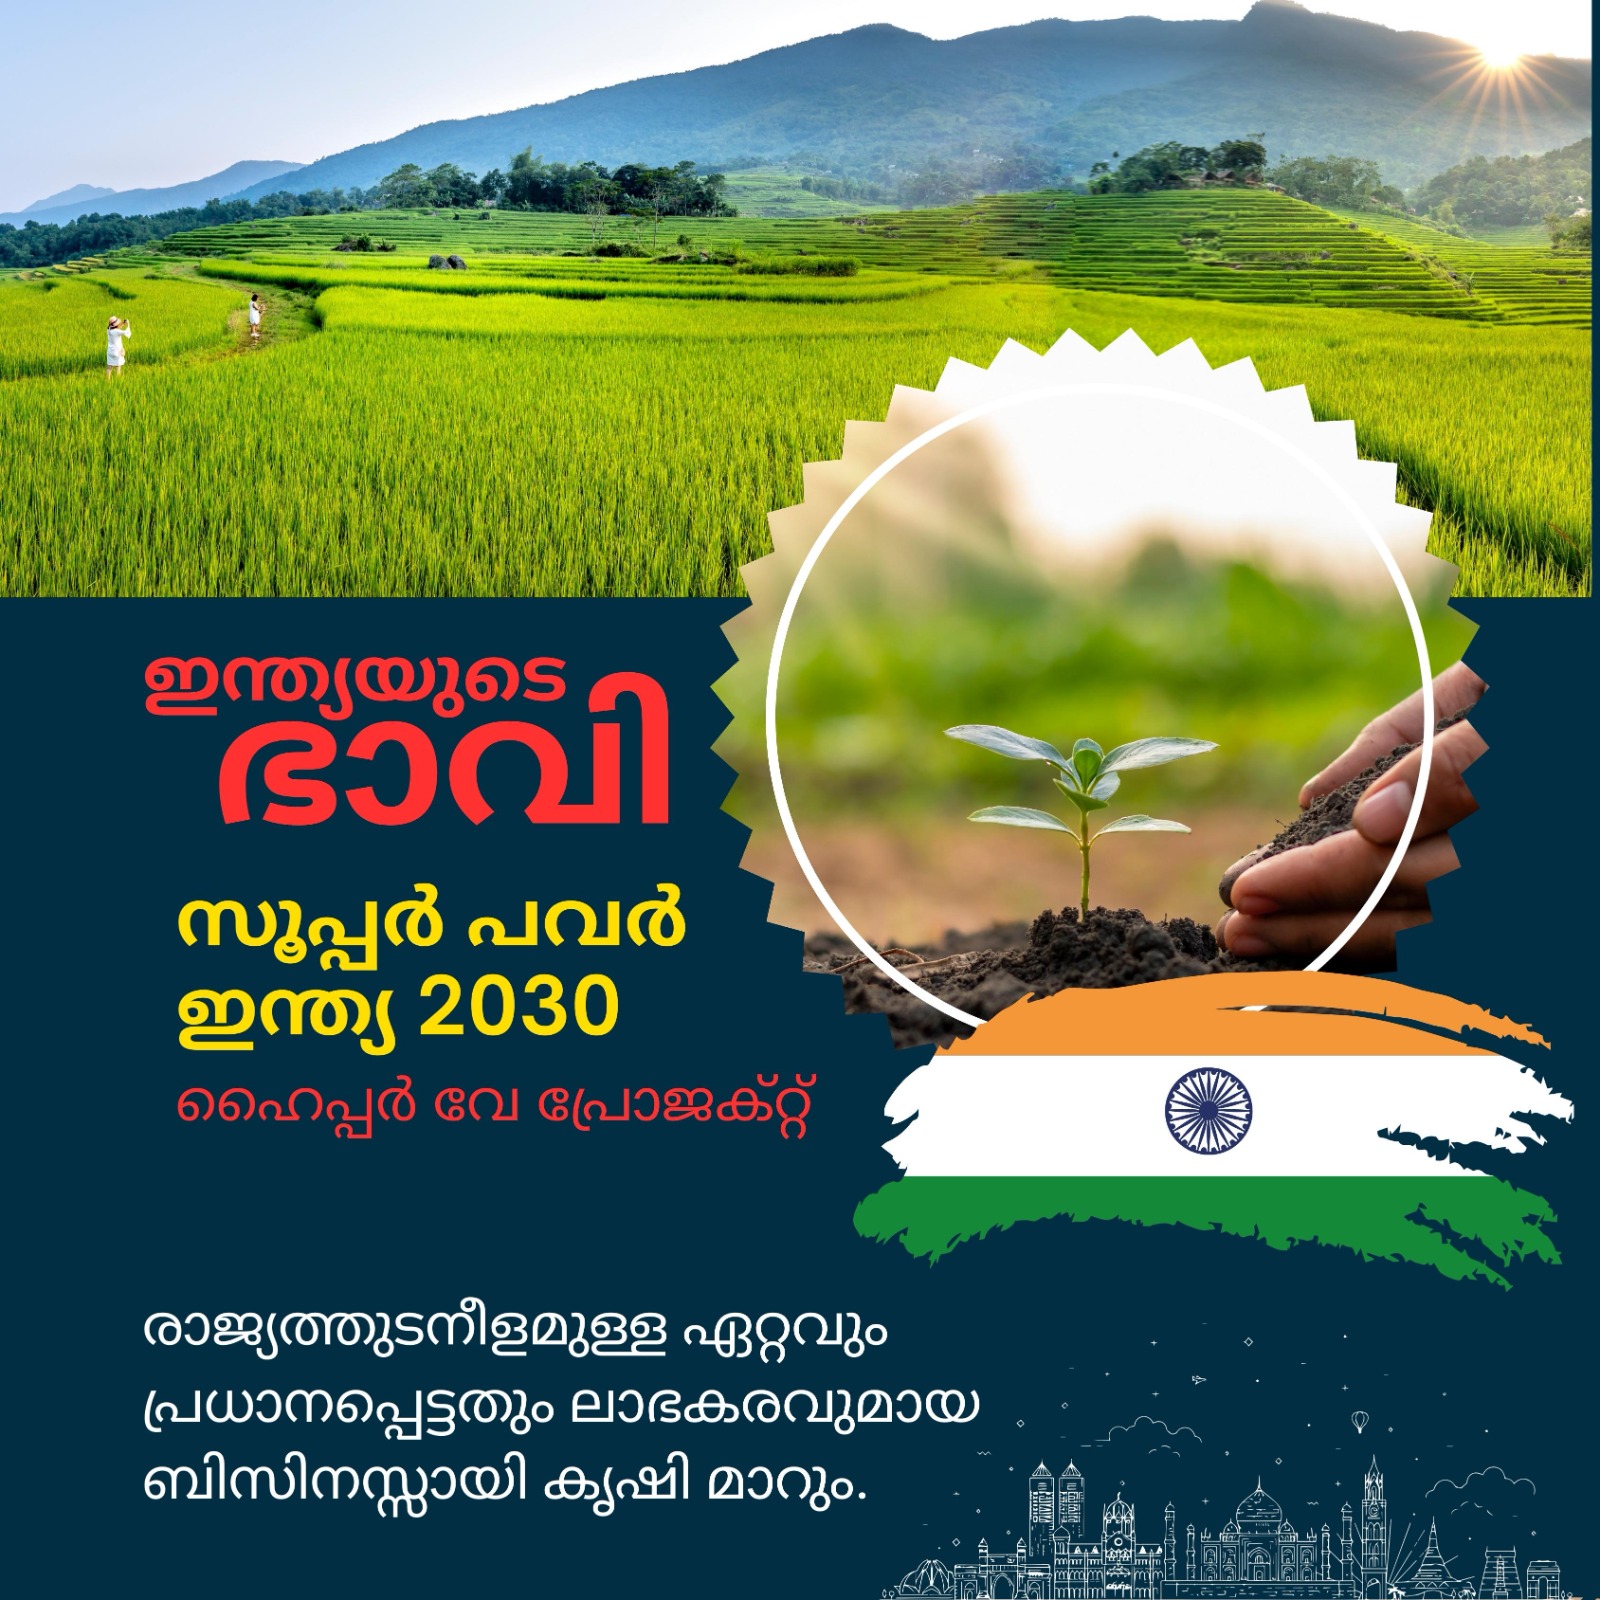 ഇന്ത്യയുടെ
ഭാവി
സൂപ്പർ പവർ
ഇന്ത്യ 2030
ഹൈപ്പർ വേ പ്രോജക്റ്റ്
രാജ്യത്തുടനീളമുള്ള ഏറ്റവും
പ്രധാനപ്പെട്ടതും ലാഭകരവുമായ
ബിസിനസ്സായി കൃഷി മാറും.